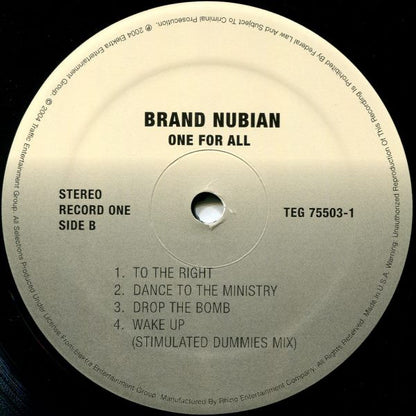 BRAND NUBIAN
ONE FOR ALL
STEREO
RECORD ONE
SIDE B
TEG 75503-1
1. TO THE RIGHT
2. DANCE TO THE MINISTRY
3. DROP THE BOMB
4. WAKE UP
(STIMULATED DUMMIES MIX)
℗ 2004 Elektra Entertainment Group. © 2004 Traffic Entertainment Group. All Selections Produced Under License From Elektra Entertainment Group. Manufactured By Rhino Entertainment Company. All Rights Reserved. Made in U.S.A. Warning: Unauthorized Reproduction Of This Recording Is Prohibited By Federal Law And Subject To Criminal Prosecution.